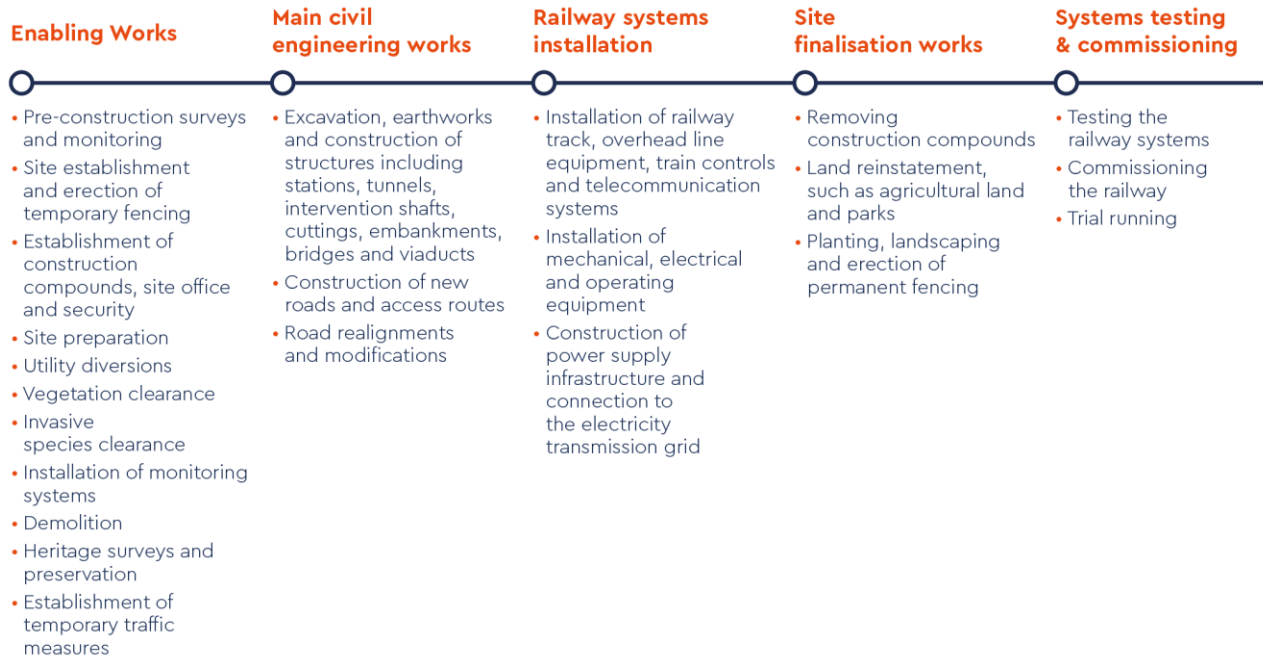 Enabling Works
• Pre-construction surveys
and monitoring
• Site establishment
and erection of
temporary fencing
• Establishment of
construction
compounds, site office
and security
• Site preparation
• Utility diversions
• Vegetation clearance
• Invasive
species clearance
• Installation of monitoring
systems
• Demolition
• Heritage surveys and
preservation
• Establishment of
temporary traffic
measures
Main civil
engineering works
• Excavation, earthworks
and construction of
structures including
stations, tunnels,
intervention shafts,
cuttings, embankments,
bridges and viaducts
• Construction of new
roads and access routes
• Road realignments
and modifications
Railway systems
installation
• Installation of railway
track, overhead line
equipment, train controls
and telecommunication
systems
• Installation of
mechanical, electrical
and operating
equipment
• Construction of
power supply
infrastructure and
connection to
the electricity
transmission grid
Site
finalisation works
• Removing
construction compounds
• Land reinstatement,
such as agricultural land
and parks
• Planting, landscaping
and erection of
permanent fencing
Systems testing
& commissioning
• Testing the
railway systems
• Commissioning
the railway
• Trial running